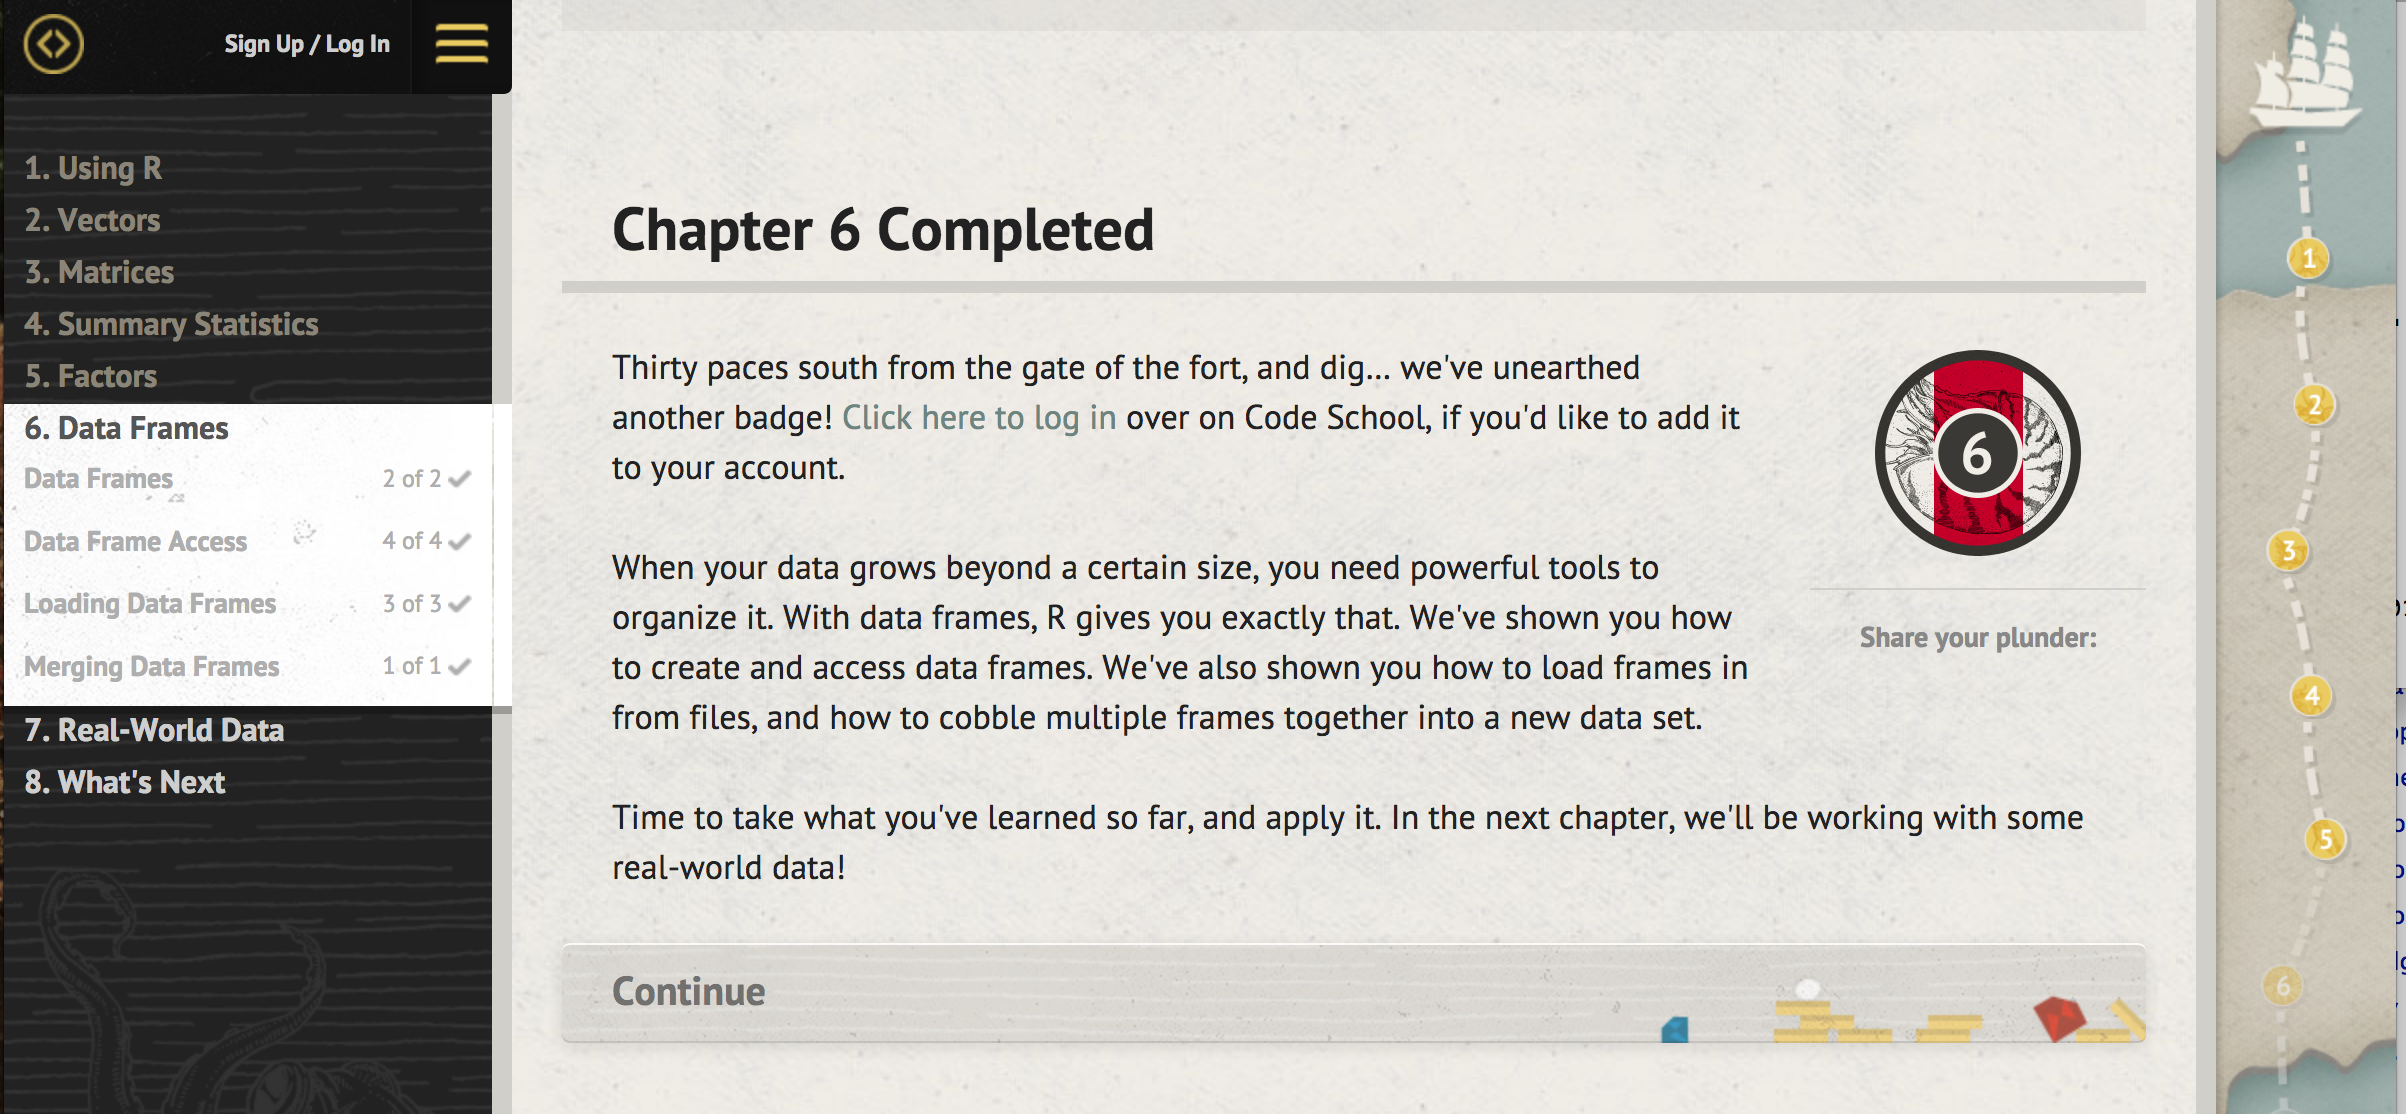 Sign Up / Log In
1. Using R
2. Vectors
3. Matrices
4. Summary Statistics
5. Factors
6. Data Frames
Data Frames 2 of 2
Data Frame Access 4 of 4
Loading Data Frames 3 of 3
Merging Data Frames 1 of 1
7. Real-World Data
8. What's Next
Chapter 6 Completed
Thirty paces south from the gate of the fort, and dig... we've unearthed
another badge! Click here to log in over on Code School, if you'd like to add it
to your account.
When your data grows beyond a certain size, you need powerful tools to
organize it. With data frames, R gives you exactly that. We've shown you how
to create and access data frames. We've also shown you how to load frames in
from files, and how to cobble multiple frames together into a new data set.
Time to take what you've learned so far, and apply it. In the next chapter, we'll be working with some
real-world data!
6
Share your plunder:
Continue
1
2
3
4
5
6